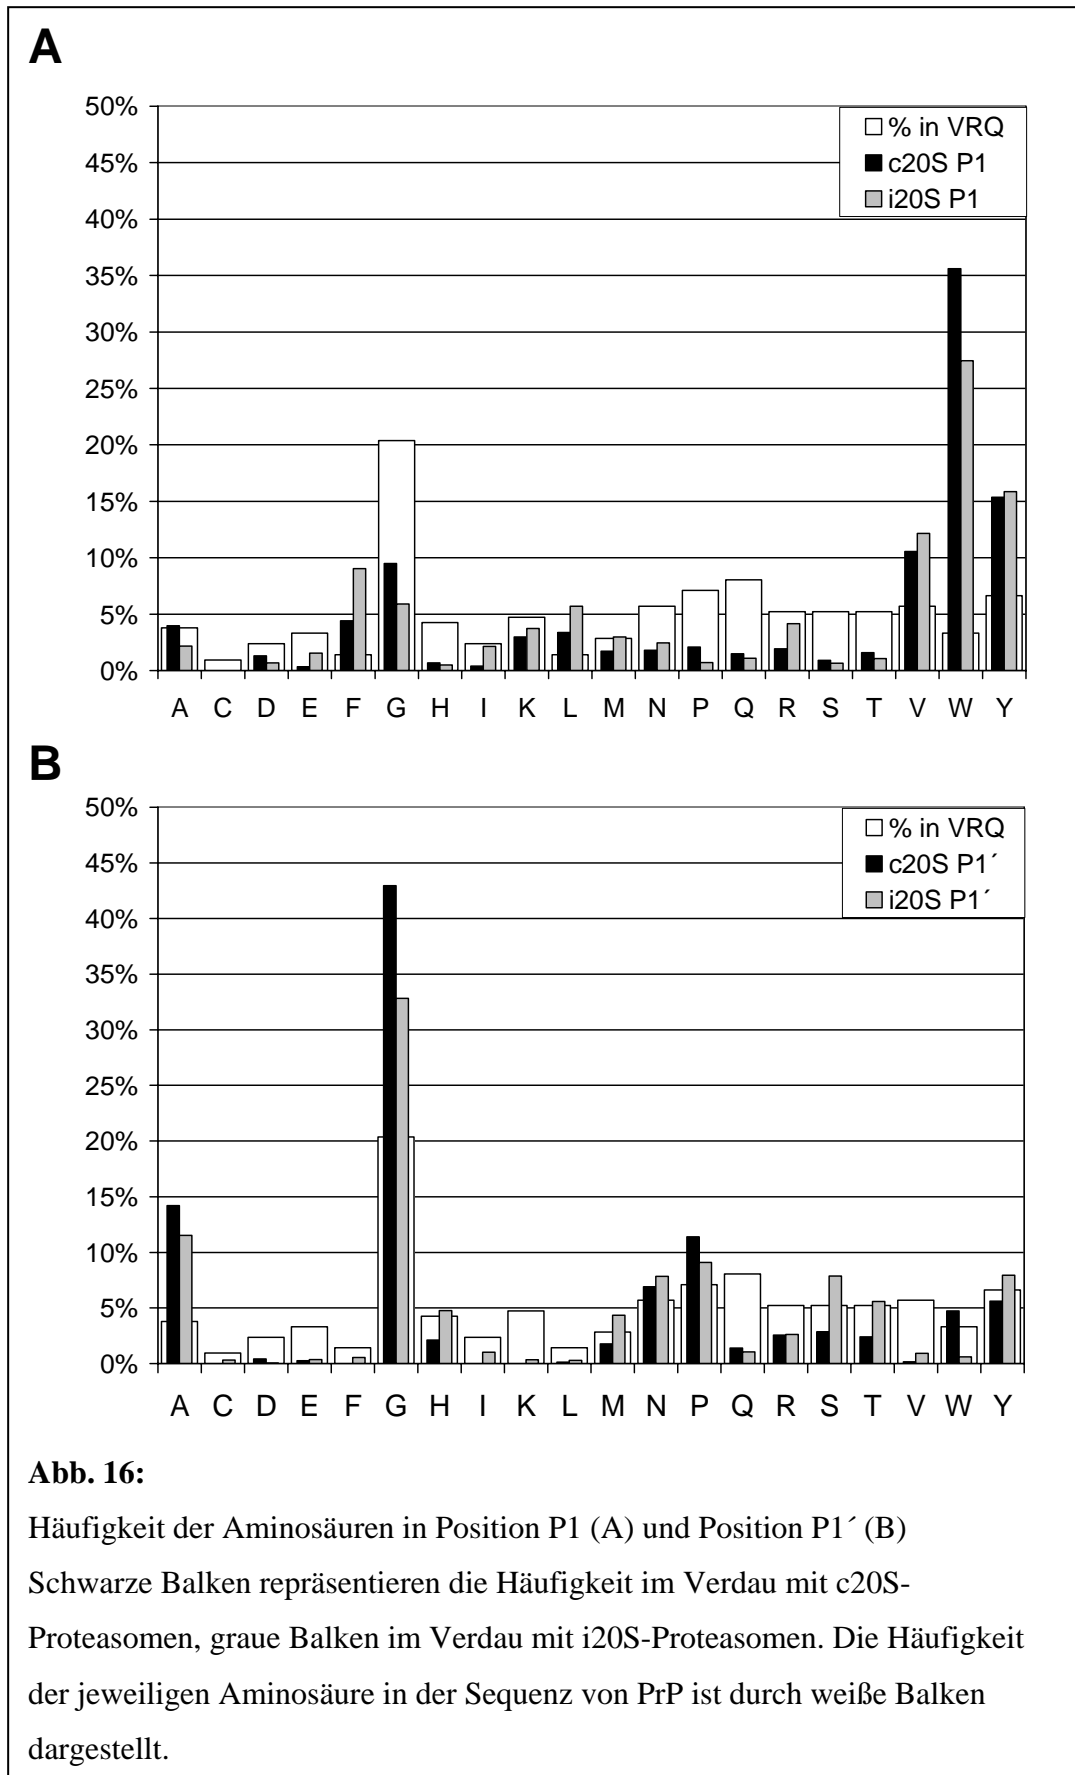 A
50%
45%
40%
35%
30%
25%
20%
15%
10%
5%
0%
% in VRQ
c20S P1
i20S P1
A C D E F G H I K L M N P Q R S T V W Y
B
50%
45%
40%
35%
30%
25%
20%
15%
10%
5%
0%
% in VRQ
c20S P1´
i20S P1´
A C D E F G H I K L M N P Q R S T V W Y
Abb. 16:
Häufigkeit der Aminosäuren in Position P1 (A) und Position P1´ (B)
Schwarze Balken repräsentieren die Häufigkeit im Verdau mit c20S-
Proteasomen, graue Balken im Verdau mit i20S-Proteasomen. Die Häufigkeit
der jeweiligen Aminosäure in der Sequenz von PrP ist durch weiße Balken
dargestellt.